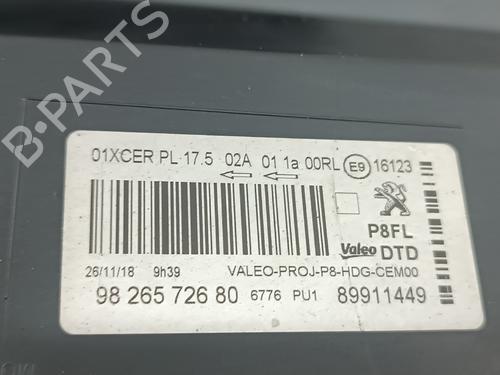 B-PARTS
01XCER PL 17.5 02A 01 1a 00RL E9 16123
P8FL
Valeo DTD
26/11/18 9h39 VALEO-PROJ-P8-HDG-CEM00
98 265 726 80 6776 PU1 89911449